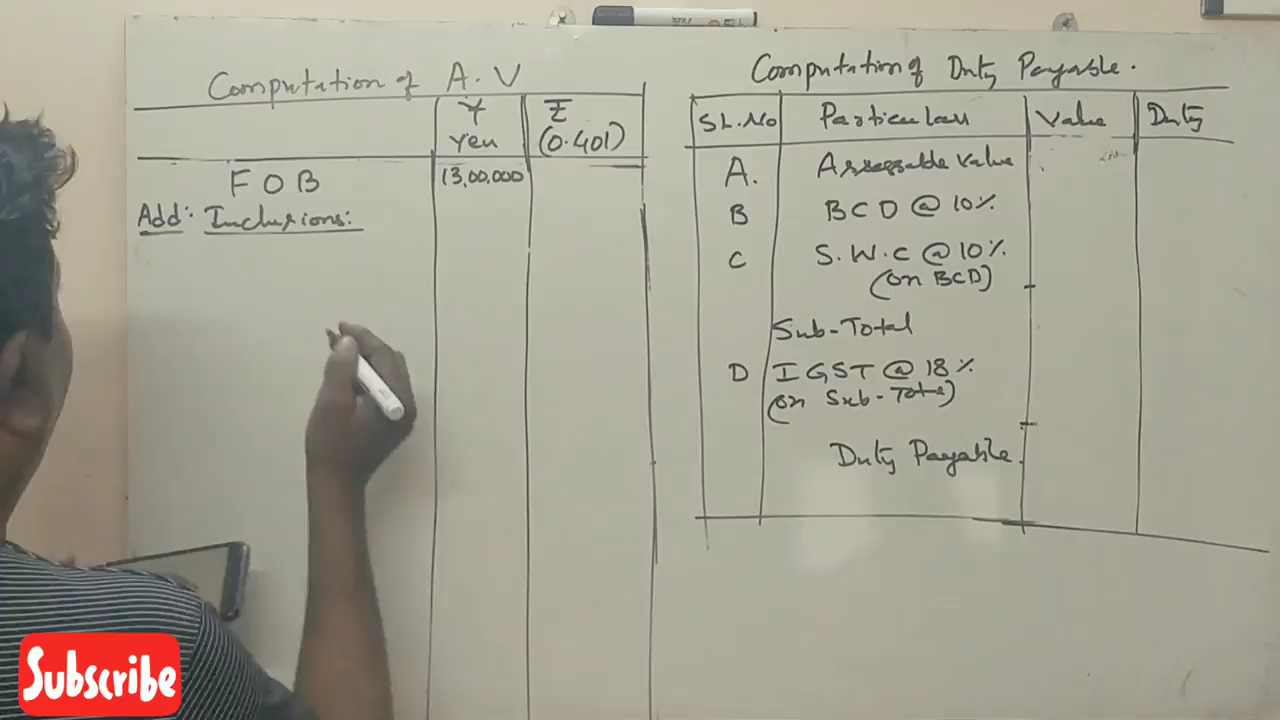 Computation of A.V
¥ Yen
₹ (0.401)
FOB 13,00,000
Add: Inclusions:
Computation of Duty Payable.
SL.No Particulars Value Duty
A. Assessable Value
B BCD @ 10%
C S.W.C @ 10%
(on BCD)
Sub-Total
D IGST @ 18%
(on Sub-Total)
Duty Payable.
Subscribe